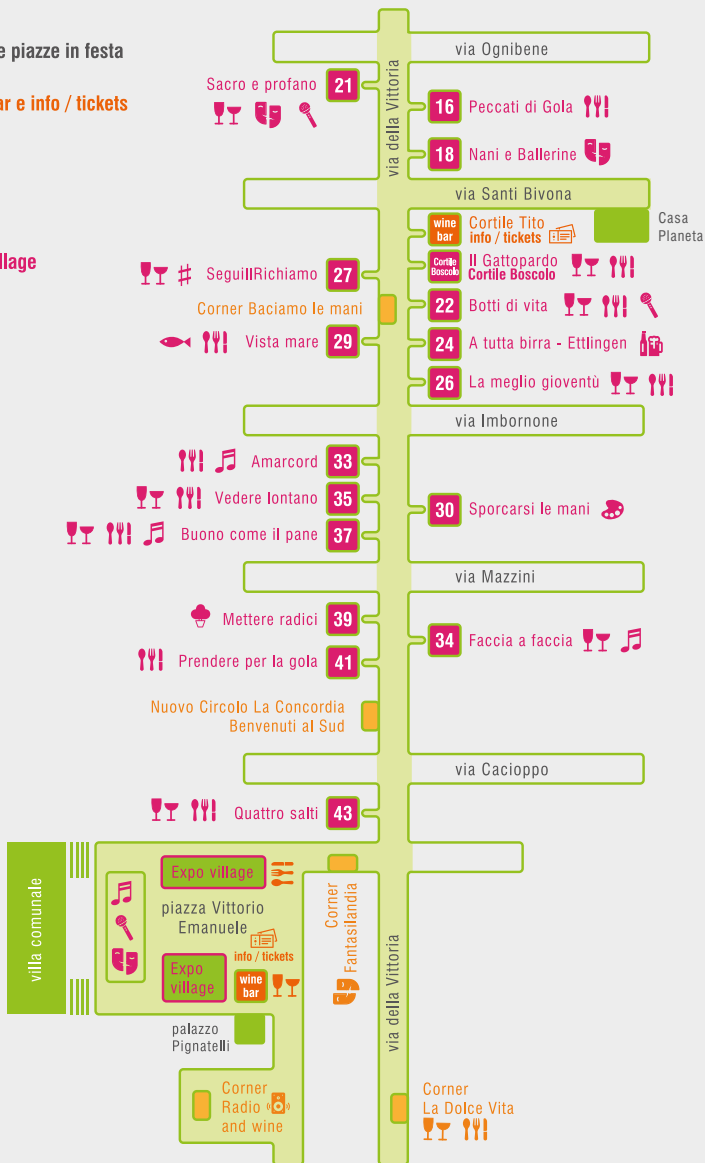 e piazze in festa
ar e info / tickets
llage
via Ognibene
via della Vittoria
Sacro e profano 21
16 Peccati di Gola
18 Nani e Ballerine
via Santi Bivona
wine
bar
Cortile Tito
info / tickets
Casa
Planeta
Cortile
Boscolo
Il Gattopardo
Cortile Boscolo
SeguiIlRichiamo 27
Corner Baciamo le mani
22 Botti di vita
Vista mare 29
24 A tutta birra - Ettlingen
26 La meglio gioventù
via Imbornone
Amarcord 33
Vedere lontano 35
30 Sporcarsi le mani
Buono come il pane 37
via Mazzini
Mettere radici 39
34 Faccia a faccia
Prendere per la gola 41
Nuovo Circolo La Concordia
Benvenuti al Sud
via Cacioppo
Quattro salti 43
villa comunale
Expo village
piazza Vittorio
Emanuele
info / tickets
Expo
village
wine
bar
Corner
Fantasilandia
via della Vittoria
palazzo
Pignatelli
Corner
Radio
and wine
Corner
La Dolce Vita